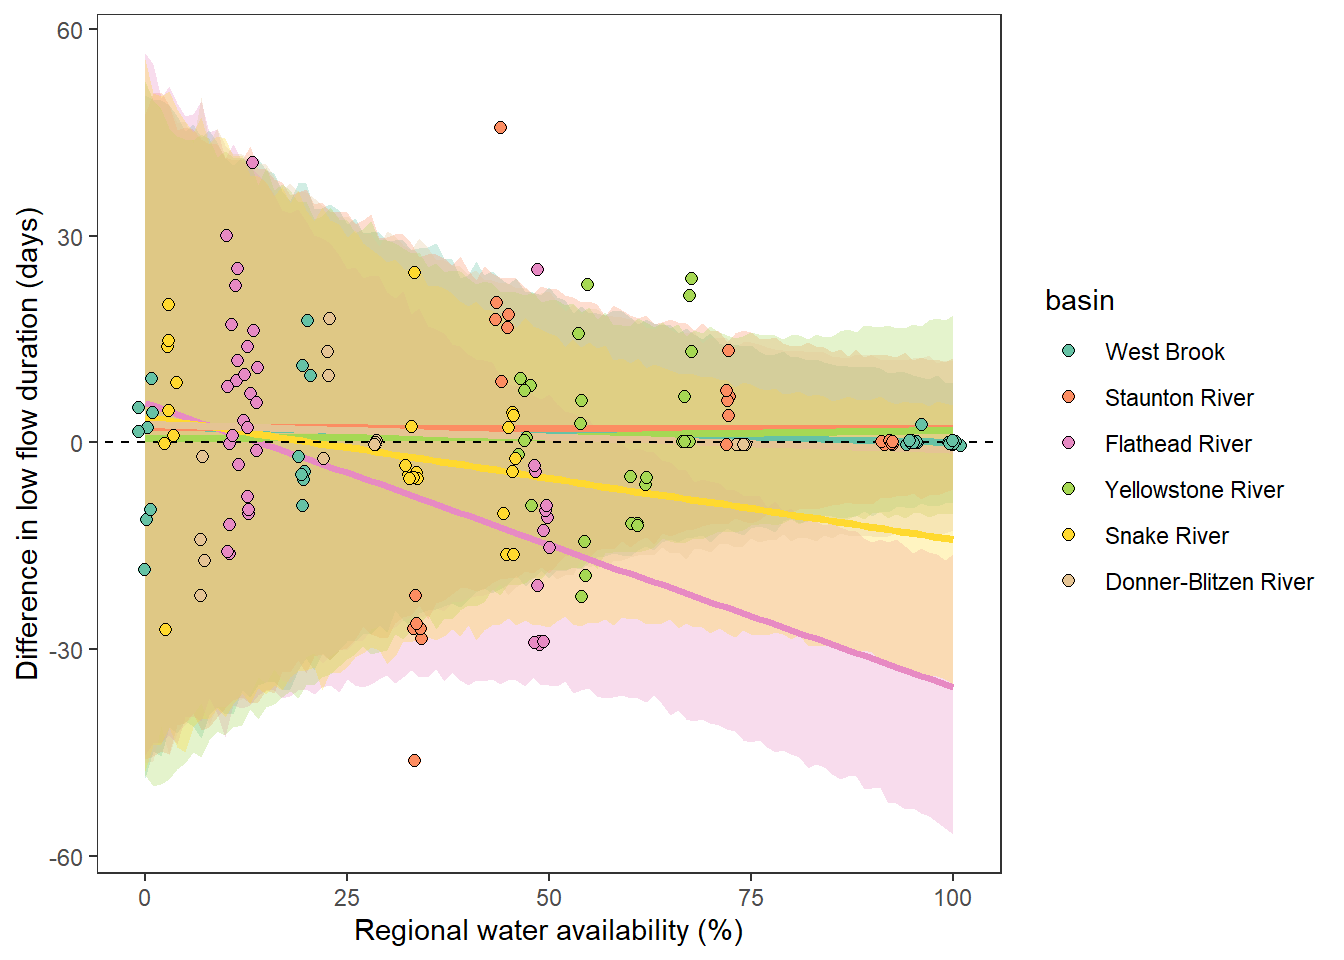 60
30
0
-30
-60
Difference in low flow duration (days)
0 25 50 75 100
Regional water availability (%)
basin
West Brook
Staunton River
Flathead River
Yellowstone River
Snake River
Donner-Blitzen River